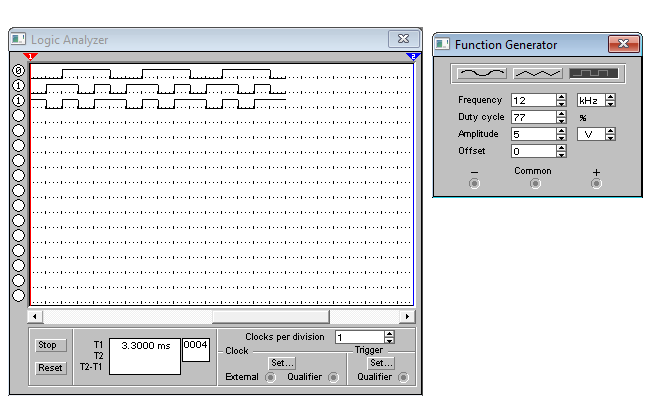 Logic Analyzer
1
2
0
1
1
Stop
Reset
T1
T2
T2-T1
3.3000 ms
0004
Clocks per division
1
Clock
Set...
External
Qualifier
Trigger
Set...
Qualifier
Function Generator
Frequency 12 kHz
Duty cycle 77 %
Amplitude 5 V
Offset 0
− Common +